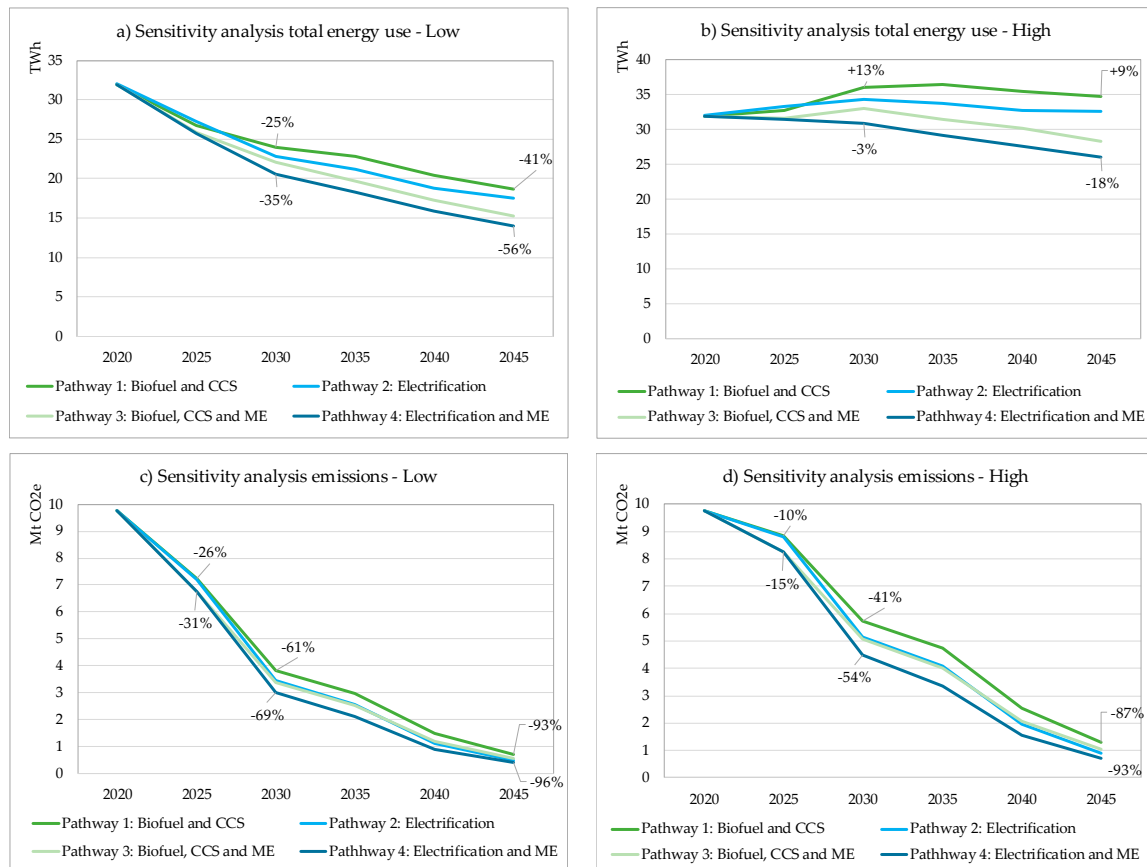 a) Sensitivity analysis total energy use - Low
TWh
35
30
25
20
15
10
5
0
-25%
-35%
-41%
-56%
2020 2025 2030 2035 2040 2045
Pathway 1: Biofuel and CCS Pathway 2: Electrification
Pathway 3: Biofuel, CCS and ME Pathhway 4: Electrification and ME
b) Sensitivity analysis total energy use - High
TWh
40
35
30
25
20
15
10
5
0
+13%
-3%
+9%
-18%
2020 2025 2030 2035 2040 2045
Pathway 1: Biofuel and CCS Pathway 2: Electrification
Pathway 3: Biofuel, CCS and ME Pathhway 4: Electrification and ME
c) Sensitivity analysis emissions - Low
Mt CO2e
10
9
8
7
6
5
4
3
2
1
0
-26%
-31%
-61%
-69%
-93%
-96%
2020 2025 2030 2035 2040 2045
Pathway 1: Biofuel and CCS Pathway 2: Electrification
Pathway 3: Biofuel, CCS and ME Pathhway 4: Electrification and ME
d) Sensitivity analysis emissions - High
Mt CO2e
10
9
8
7
6
5
4
3
2
1
0
-10%
-15%
-41%
-54%
-87%
-93%
2020 2025 2030 2035 2040 2045
Pathway 1: Biofuel and CCS Pathway 2: Electrification
Pathway 3: Biofuel, CCS and ME Pathhway 4: Electrification and ME